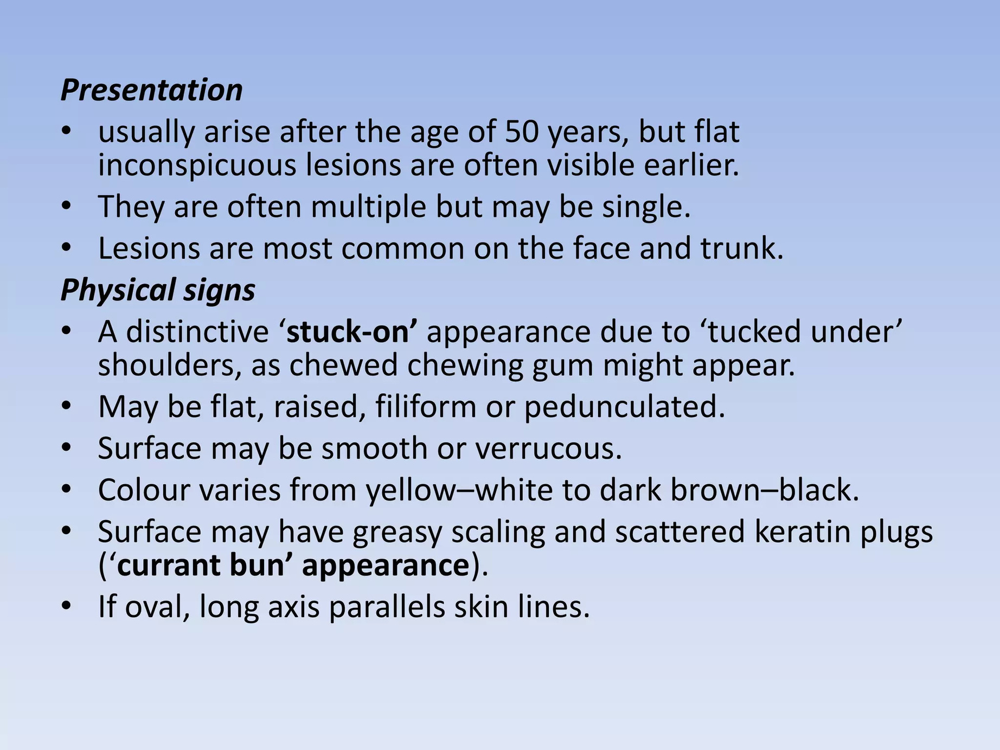 Presentation
• usually arise after the age of 50 years, but flat
inconspicuous lesions are often visible earlier.
• They are often multiple but may be single.
• Lesions are most common on the face and trunk.
Physical signs
• A distinctive ‘stuck-on’ appearance due to ‘tucked under’
shoulders, as chewed chewing gum might appear.
• May be flat, raised, filiform or pedunculated.
• Surface may be smooth or verrucous.
• Colour varies from yellow–white to dark brown–black.
• Surface may have greasy scaling and scattered keratin plugs
(‘currant bun’ appearance).
• If oval, long axis parallels skin lines.